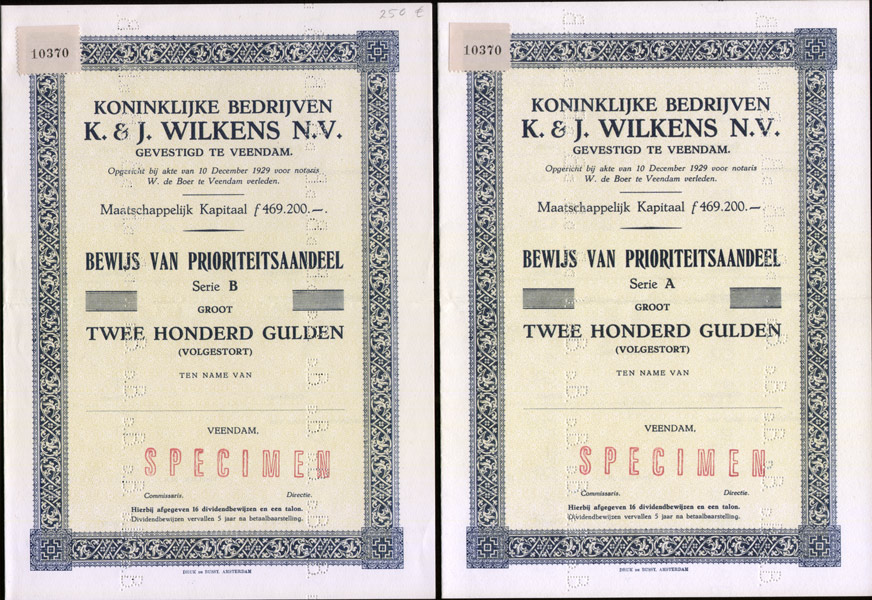 250 €
10370
KONINKLIJKE BEDRIJVEN
K. & J. WILKENS N.V.
GEVESTIGD TE VEENDAM.
Opgericht bij akte van 10 December 1929 voor notaris
W. de Boer te Veendam verleden.
Maatschappelijk Kapitaal ƒ 469.200.—.
BEWIJS VAN PRIORITEITSAANDEEL
Serie B
GROOT
TWEE HONDERD GULDEN
(VOLGESTORT)
TEN NAME VAN
VEENDAM,
SPECIMEN
Commissaris. Directie.
Hierbij afgegeven 16 dividendbewijzen en een talon.
Dividendbewijzen vervallen 5 jaar na betaalbaarstelling.
AMSTERDAM
10370
KONINKLIJKE BEDRIJVEN
K. & J. WILKENS N.V.
GEVESTIGD TE VEENDAM.
Opgericht bij akte van 10 December 1929 voor notaris
W. de Boer te Veendam verleden.
Maatschappelijk Kapitaal ƒ 469.200.—.
BEWIJS VAN PRIORITEITSAANDEEL
Serie A
GROOT
TWEE HONDERD GULDEN
(VOLGESTORT)
TEN NAME VAN
VEENDAM,
SPECIMEN
Commissaris. Directie.
Hierbij afgegeven 16 dividendbewijzen en een talon.
Dividendbewijzen vervallen 5 jaar na betaalbaarstelling.
AMSTERDAM